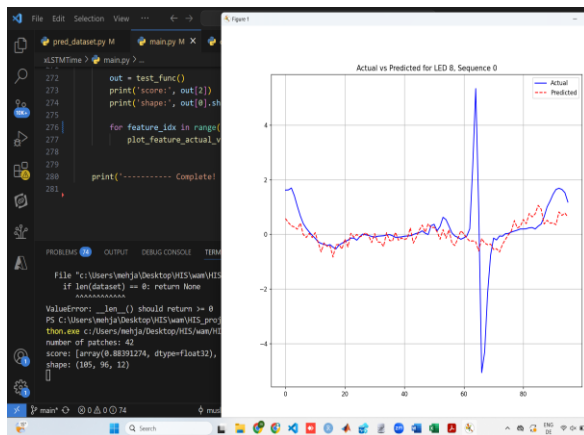 File Edit Selection View ···
Figure 1
pred_dataset.py M
main.py M
xLSTMTime > main.py > ...
272 out = test_func()
273 print('score:', out[2])
274 print('shape:', out[0].sh
275
276 for feature_idx in range(
277 plot_feature_actual_v
278
279
280 print('---------- Complete!
281
Actual vs Predicted for LED 8, Sequence 0
Actual
Predicted
4
2
0
−2
−4
0 20 40 60 80
PROBLEMS 74 OUTPUT DEBUG CONSOLE TERM
File "c:\Users\mehja\Desktop\HIS\wam\HIS
if len(dataset) == 0: return None
^^^^^^^^^^^^
ValueError: __len__() should return >= 0
PS C:\Users\mehja\Desktop\HIS\wam\HIS_proj
thon.exe c:/Users/mehja/Desktop/HIS/wam/HI
number of patches: 42
score: [array(0.88391274, dtype=float32),
shape: (105, 96, 12)
main* 0 0 74
Search
ENG
DE